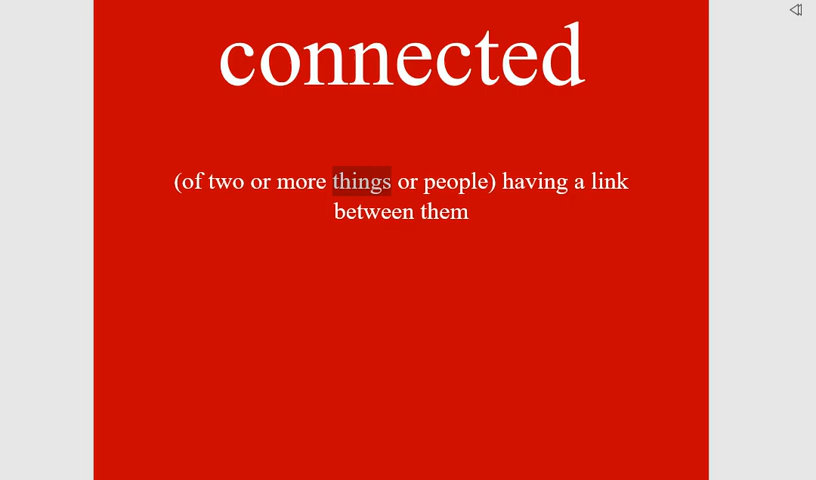 connected
(of two or more things or people) having a link
between them